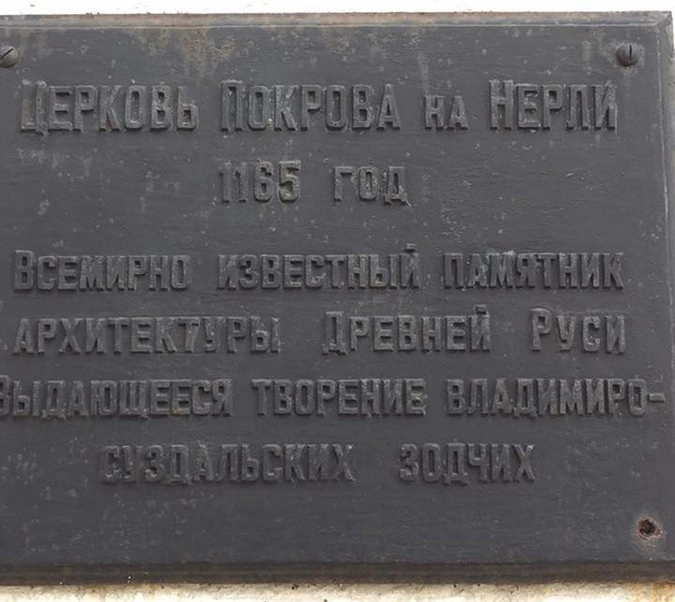 Церковь Покрова на Нерли
1165 год
Всемирно известный памятник
архитектуры Древней Руси
Выдающееся творение владимиро-
суздальских зодчих